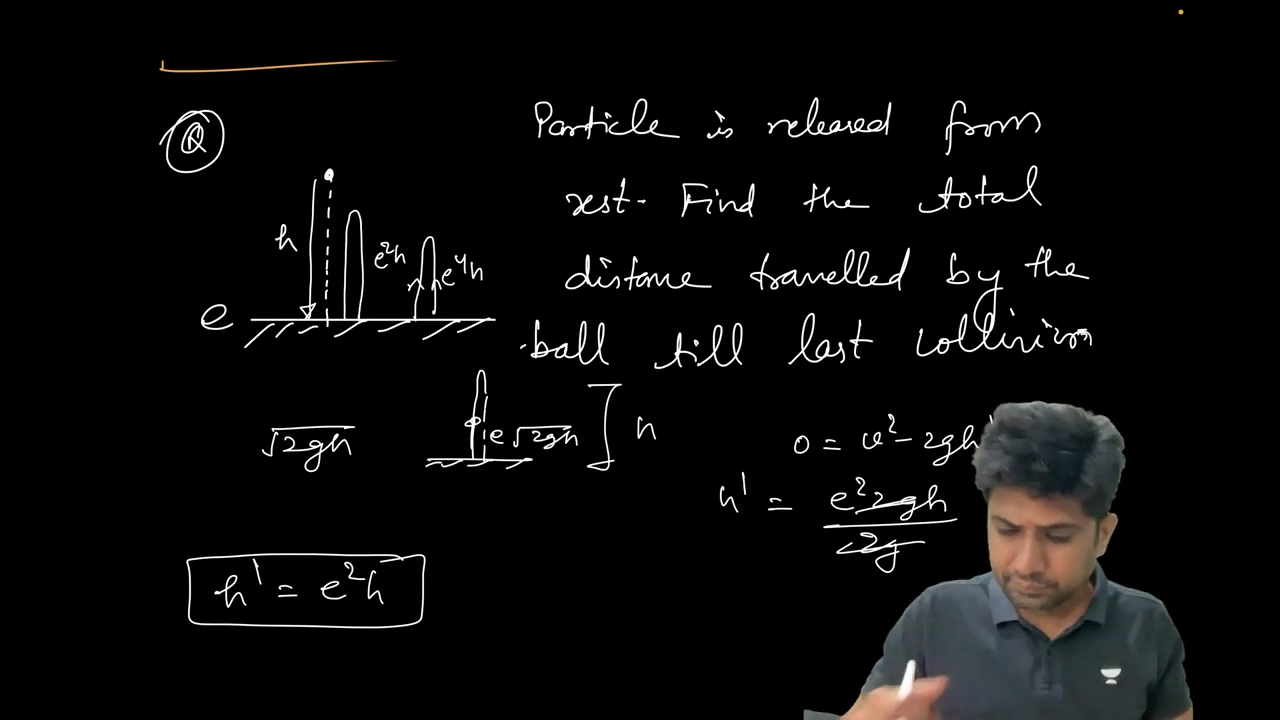 Q
Particle is released from
rest. Find the total
distance travelled by the
ball till last collision
h
e²h
e⁴h
e
√2gh
e√2gh
h
0 = v² - 2gh'
h' = e²2gh / 2g
h' = e²h